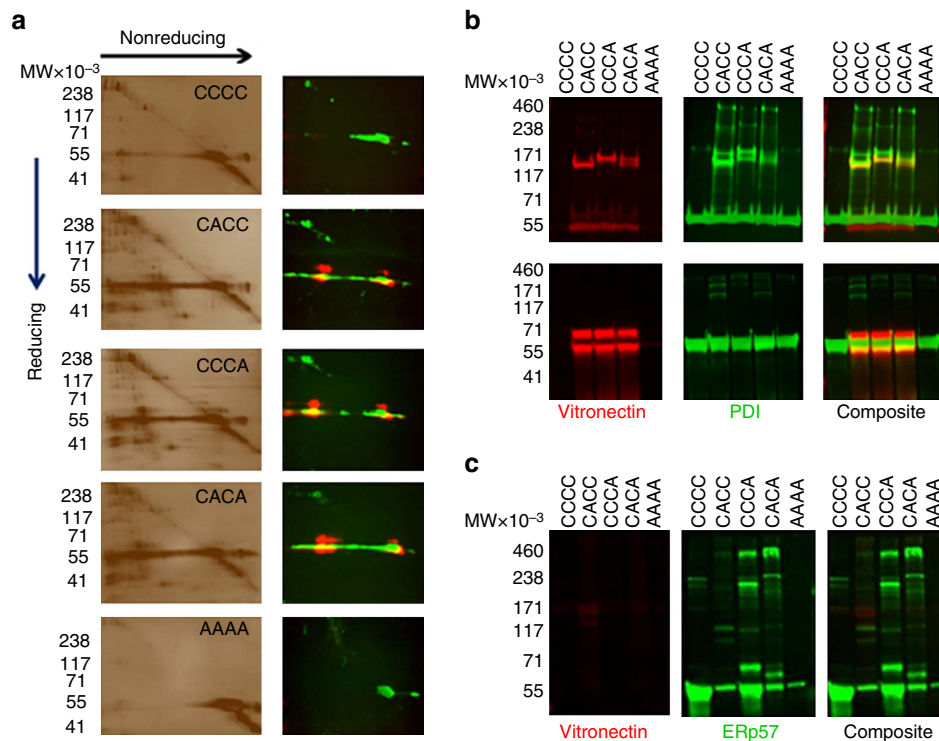 a
Nonreducing
MW×10⁻³
Reducing
238
117
71
55
41
CCCC
238
117
71
55
41
CACC
238
117
71
55
41
CCCA
238
117
71
55
41
CACA
238
117
71
55
41
AAAA
b
MW×10⁻³
CCCC CACC CCCA CACA AAAA
CCCC CACC CCCA CACA AAAA
CCCC CACC CCCA CACA AAAA
460
238
171
117
71
55
460
171
117
71
55
41
Vitronectin PDI Composite
c
MW×10⁻³
CCCC CACC CCCA CACA AAAA
CCCC CACC CCCA CACA AAAA
CCCC CACC CCCA CACA AAAA
460
238
171
117
71
55
Vitronectin ERp57 Composite